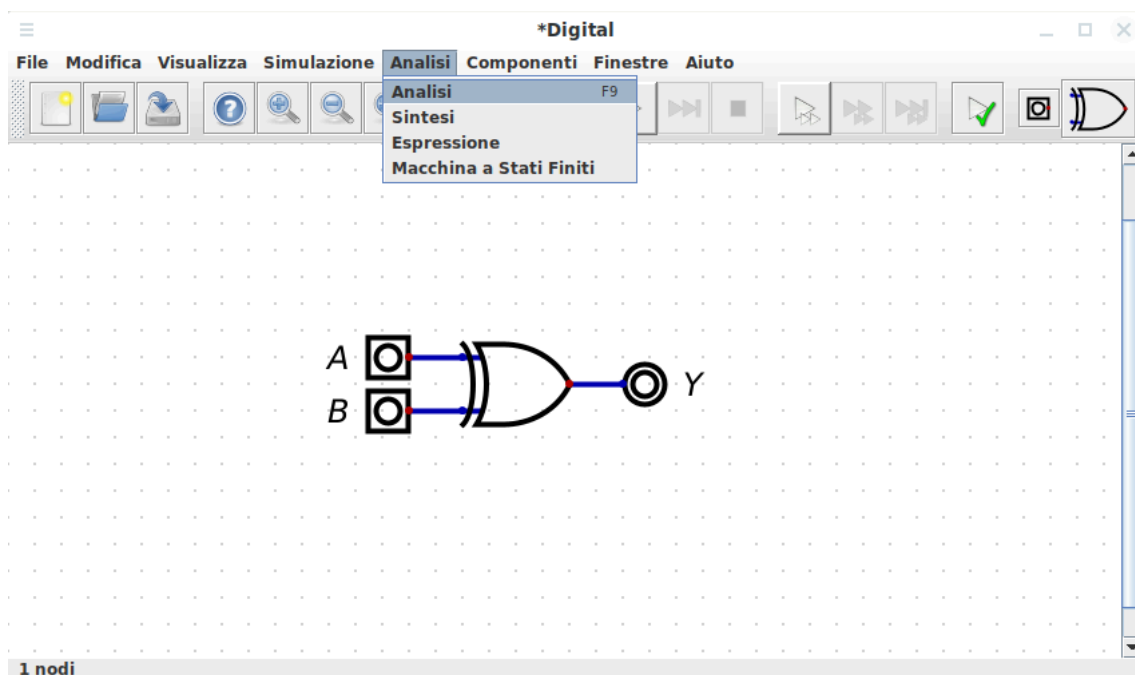 *Digital
File Modifica Visualizza Simulazione Analisi Componenti Finestre Aiuto
Analisi F9
Sintesi
Espressione
Macchina a Stati Finiti
A
B
Y
1 nodi